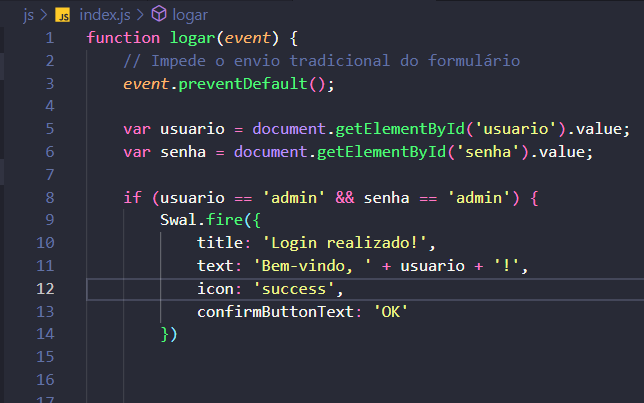 js > JS index.js > logar
1 function logar(event) {
2 // Impede o envio tradicional do formulário
3 event.preventDefault();
4
5 var usuario = document.getElementById('usuario').value;
6 var senha = document.getElementById('senha').value;
7
8 if (usuario == 'admin' && senha == 'admin') {
9 Swal.fire({
10 title: 'Login realizado!',
11 text: 'Bem-vindo, ' + usuario + '!',
12 icon: 'success',
13 confirmButtonText: 'OK'
14 })
15
16
17